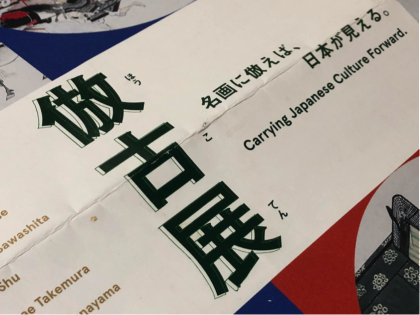 倣古展
ほう
こ
てん
名画に倣えば、
日本が見える。
Carrying Japanese Culture Forward.
awashita
Shu
Takemura
nayama